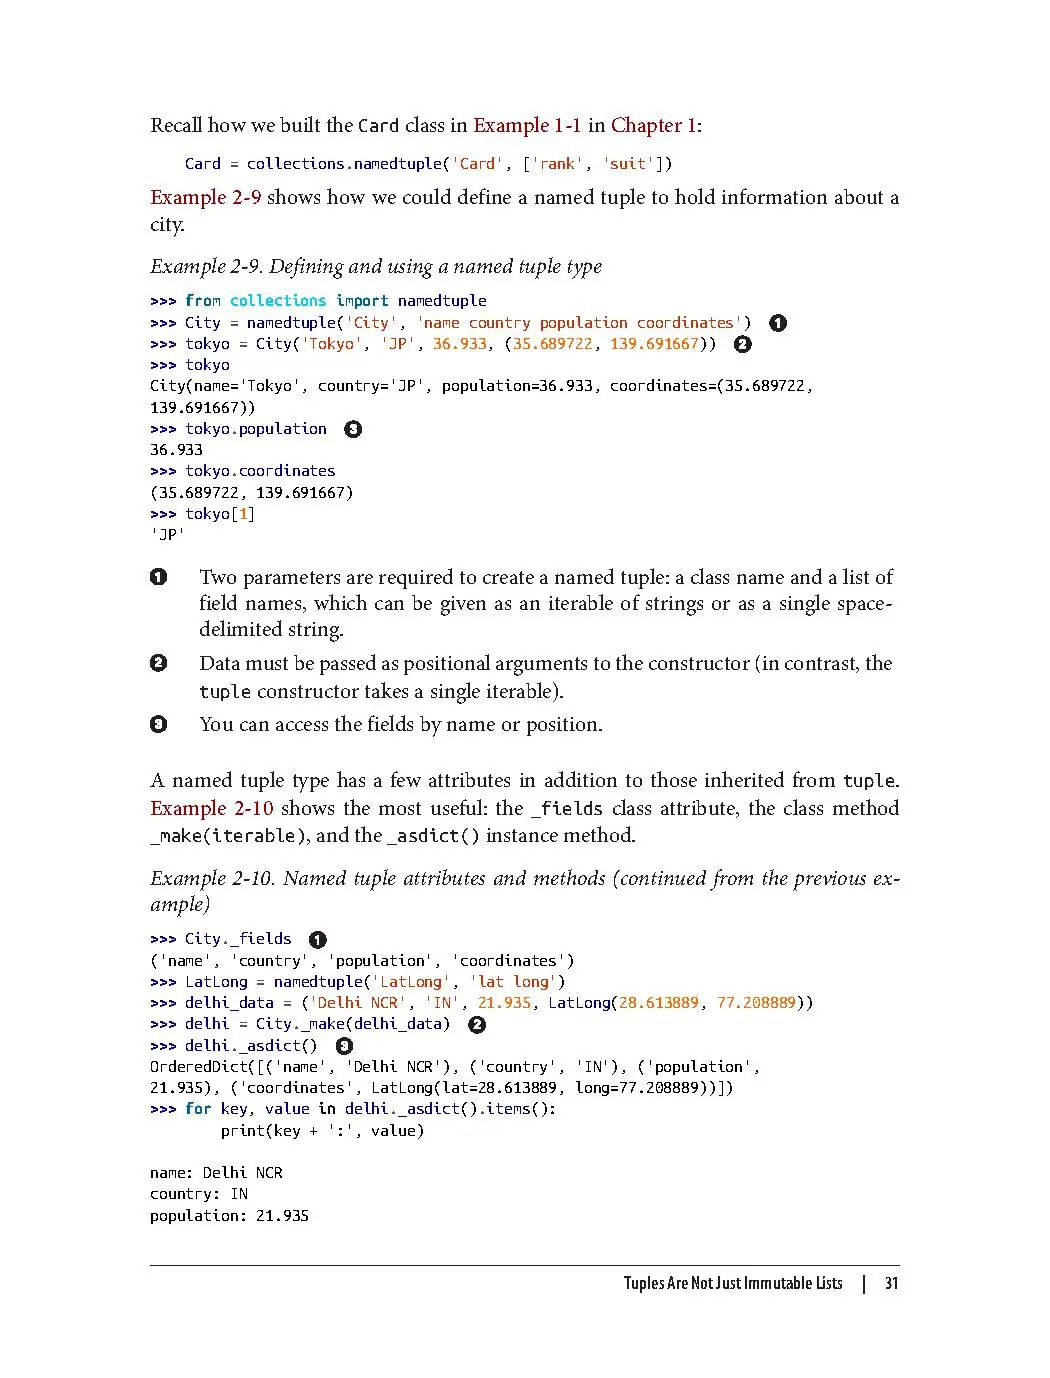 Recall how we built the Card class in Example 1-1 in Chapter 1:
Card = collections.namedtuple('Card', ['rank', 'suit'])
Example 2-9 shows how we could define a named tuple to hold information about a
city.
Example 2-9. Defining and using a named tuple type
>>> from collections import namedtuple
>>> City = namedtuple('City', 'name country population coordinates') ❶
>>> tokyo = City('Tokyo', 'JP', 36.933, (35.689722, 139.691667)) ❷
>>> tokyo
City(name='Tokyo', country='JP', population=36.933, coordinates=(35.689722,
139.691667))
>>> tokyo.population ❸
36.933
>>> tokyo.coordinates
(35.689722, 139.691667)
>>> tokyo[1]
'JP'
❶ Two parameters are required to create a named tuple: a class name and a list of
field names, which can be given as an iterable of strings or as a single space-
delimited string.
❷ Data must be passed as positional arguments to the constructor (in contrast, the
tuple constructor takes a single iterable).
❸ You can access the fields by name or position.
A named tuple type has a few attributes in addition to those inherited from tuple.
Example 2-10 shows the most useful: the _fields class attribute, the class method
_make(iterable), and the _asdict() instance method.
Example 2-10. Named tuple attributes and methods (continued from the previous ex-
ample)
>>> City._fields ❶
('name', 'country', 'population', 'coordinates')
>>> LatLong = namedtuple('LatLong', 'lat long')
>>> delhi_data = ('Delhi NCR', 'IN', 21.935, LatLong(28.613889, 77.208889))
>>> delhi = City._make(delhi_data) ❷
>>> delhi._asdict() ❸
OrderedDict([('name', 'Delhi NCR'), ('country', 'IN'), ('population',
21.935), ('coordinates', LatLong(lat=28.613889, long=77.208889))])
>>> for key, value in delhi._asdict().items():
print(key + ':', value)
name: Delhi NCR
country: IN
population: 21.935
Tuples Are Not Just Immutable Lists | 31